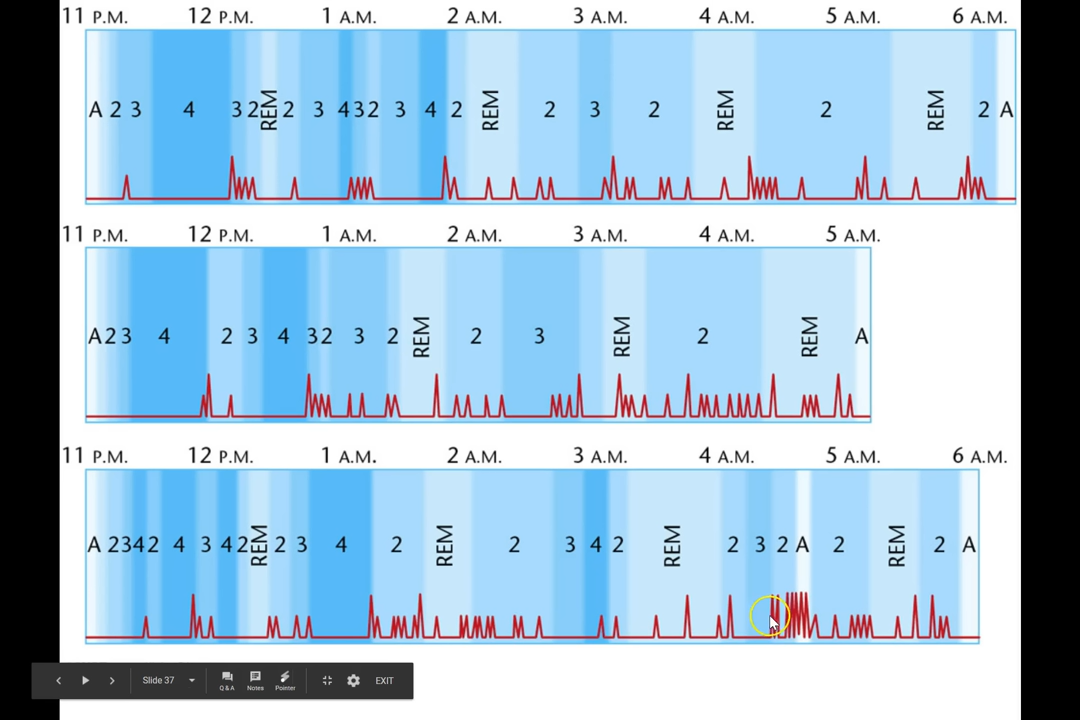 11 P.M. 12 P.M. 1 A.M. 2 A.M. 3 A.M. 4 A.M. 5 A.M. 6 A.M.
A 2 3 4 3 2 REM 2 3 4 3 2 3 4 2 REM 2 3 2 REM 2 REM 2 A
11 P.M. 12 P.M. 1 A.M. 2 A.M. 3 A.M. 4 A.M. 5 A.M.
A 2 3 4 2 3 4 3 2 3 2 REM 2 3 REM 2 REM A
11 P.M. 12 P.M. 1 A.M. 2 A.M. 3 A.M. 4 A.M. 5 A.M. 6 A.M.
A 2 3 4 2 4 3 4 2 REM 2 3 4 2 REM 2 3 4 2 REM 2 3 2 A 2 REM 2 A
Slide 37 Q & A Notes Pointer EXIT